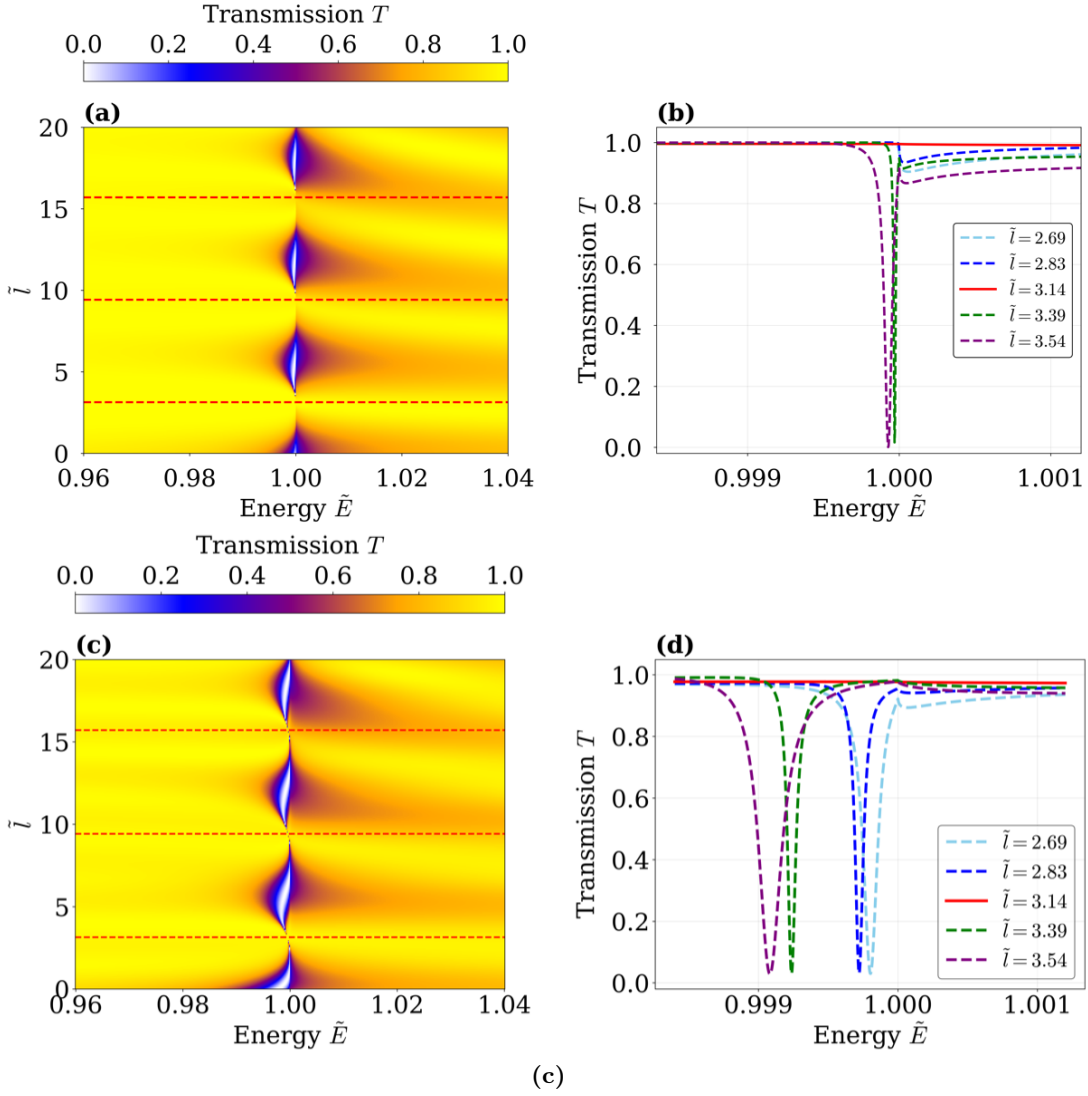 Transmission T
0.0 0.2 0.4 0.6 0.8 1.0
(a)
20
15
10
5
0
l̃
0.96 0.98 1.00 1.02 1.04
Energy Ẽ
(b)
1.0
0.8
0.6
0.4
0.2
0.0
Transmission T
l̃ = 2.69
l̃ = 2.83
l̃ = 3.14
l̃ = 3.39
l̃ = 3.54
0.999 1.000 1.001
Energy Ẽ
Transmission T
0.0 0.2 0.4 0.6 0.8 1.0
(c)
20
15
10
5
0
l̃
0.96 0.98 1.00 1.02 1.04
Energy Ẽ
(d)
1.0
0.8
0.6
0.4
0.2
0.0
Transmission T
l̃ = 2.69
l̃ = 2.83
l̃ = 3.14
l̃ = 3.39
l̃ = 3.54
0.999 1.000 1.001
Energy Ẽ
(c)